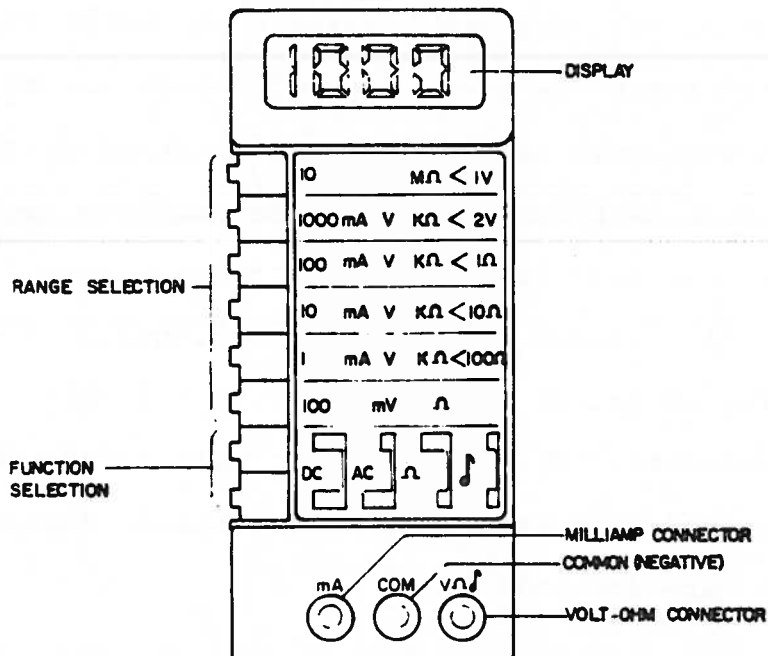 1000
DISPLAY
10 MΩ < 1V
1000 mA V KΩ < 2V
100 mA V KΩ < 1Ω
RANGE SELECTION
10 mA V KΩ < 10Ω
1 mA V KΩ < 100Ω
100 mV Ω
FUNCTION
SELECTION
DC AC Ω ♪
MILLIAMP CONNECTOR
COMMON (NEGATIVE)
mA COM VΩ♪
VOLT-OHM CONNECTOR